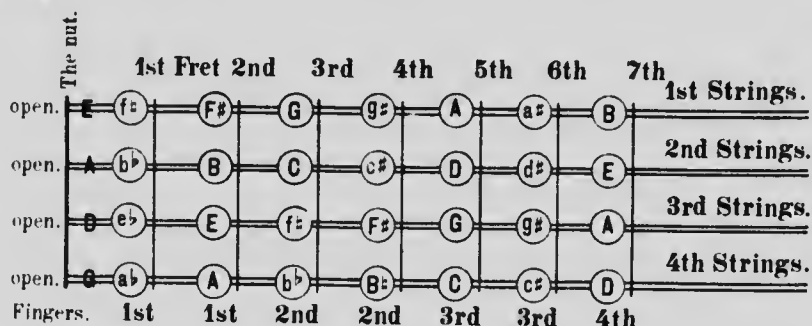 The nut.
1st Fret 2nd 3rd 4th 5th 6th 7th
open. E f♮ F♯ G g♯ A a♯ B 1st Strings.
open. A b♭ B C c♯ D d♯ E 2nd Strings.
open. D e♭ E f♮ F♯ G g♯ A 3rd Strings.
open. G a♭ A b♭ B♮ C c♯ D 4th Strings.
Fingers. 1st 1st 2nd 2nd 3rd 3rd 4th